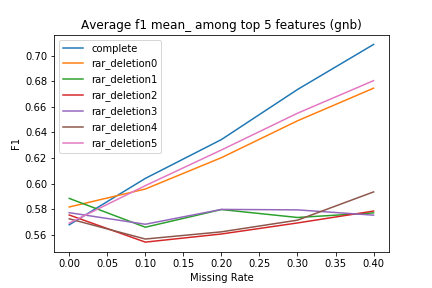 Average f1 mean_ among top 5 features (gnb)
complete
rar_deletion0
rar_deletion1
rar_deletion2
rar_deletion3
rar_deletion4
rar_deletion5
F1
0.70
0.68
0.66
0.64
0.62
0.60
0.58
0.56
0.00 0.05 0.10 0.15 0.20 0.25 0.30 0.35 0.40
Missing Rate